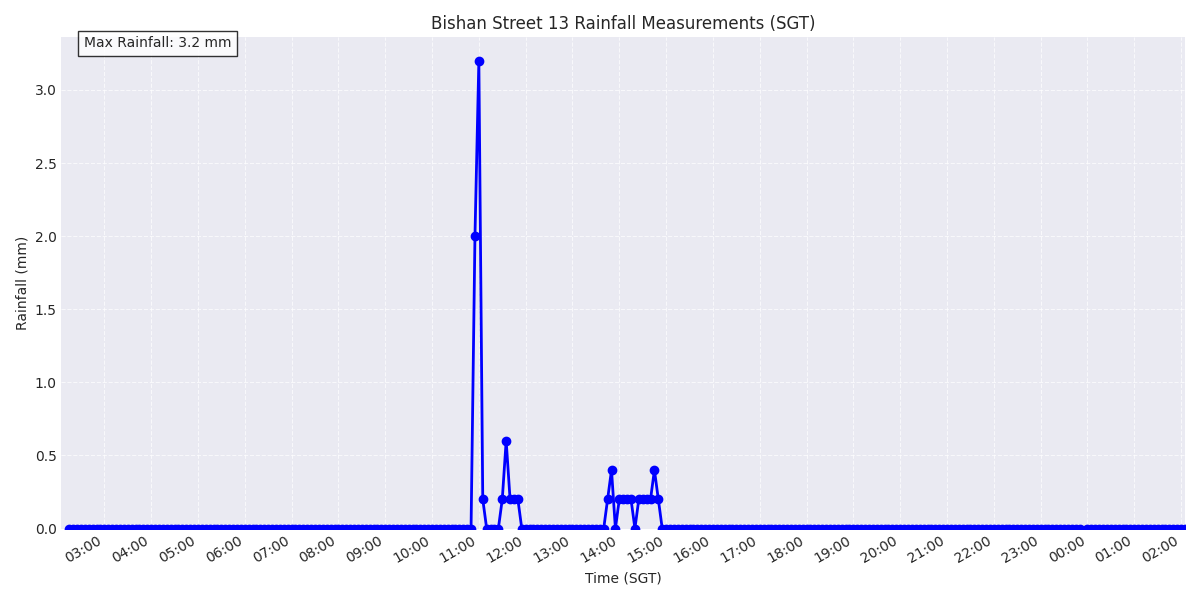 Bishan Street 13 Rainfall Measurements (SGT)
Max Rainfall: 3.2 mm
3.0
2.5
2.0
1.5
1.0
0.5
0.0
Rainfall (mm)
03:00 04:00 05:00 06:00 07:00 08:00 09:00 10:00 11:00 12:00 13:00 14:00 15:00 16:00 17:00 18:00 19:00 20:00 21:00 22:00 23:00 00:00 01:00 02:00
Time (SGT)